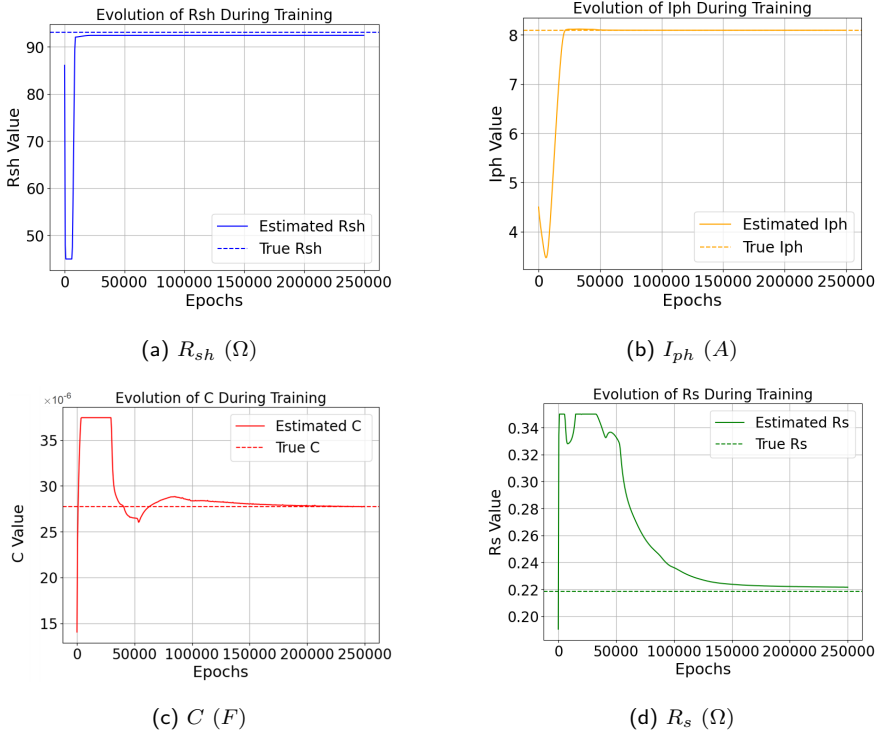 Evolution of Rsh During Training
90
80
70
60
50
Rsh Value
Estimated Rsh
True Rsh
0 50000 100000 150000 200000 250000
Epochs
(a) R_{sh} (Ω)
Evolution of Iph During Training
8
7
6
5
4
Iph Value
Estimated Iph
True Iph
0 50000 100000 150000 200000 250000
Epochs
(b) I_{ph} (A)
Evolution of C During Training
×10⁻⁶
35
30
25
20
15
C Value
Estimated C
True C
0 50000 100000 150000 200000 250000
Epochs
(c) C (F)
Evolution of Rs During Training
0.34
0.32
0.30
0.28
0.26
0.24
0.22
0.20
Rs Value
Estimated Rs
True Rs
0 50000 100000 150000 200000 250000
Epochs
(d) R_s (Ω)